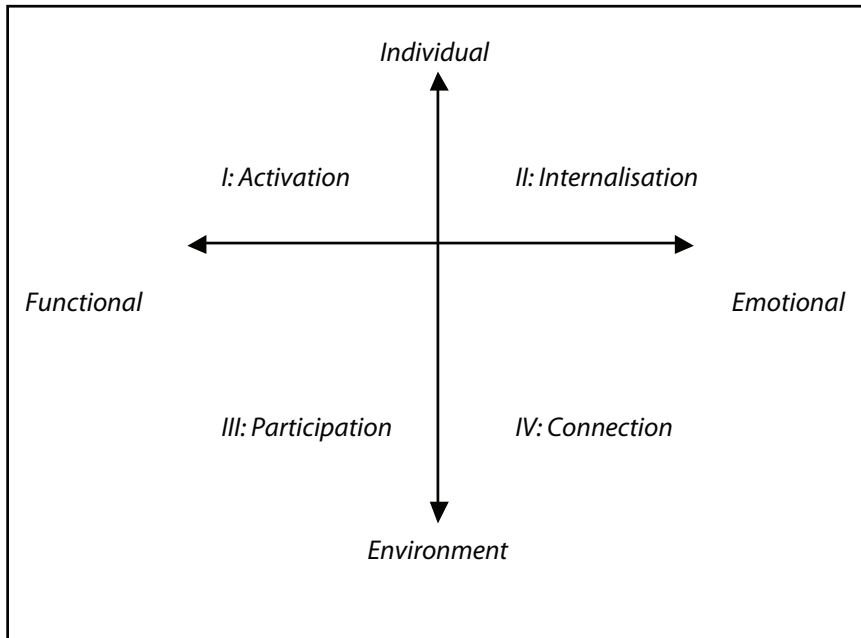 Individual
I: Activation
II: Internalisation
Functional
Emotional
III: Participation
IV: Connection
Environment